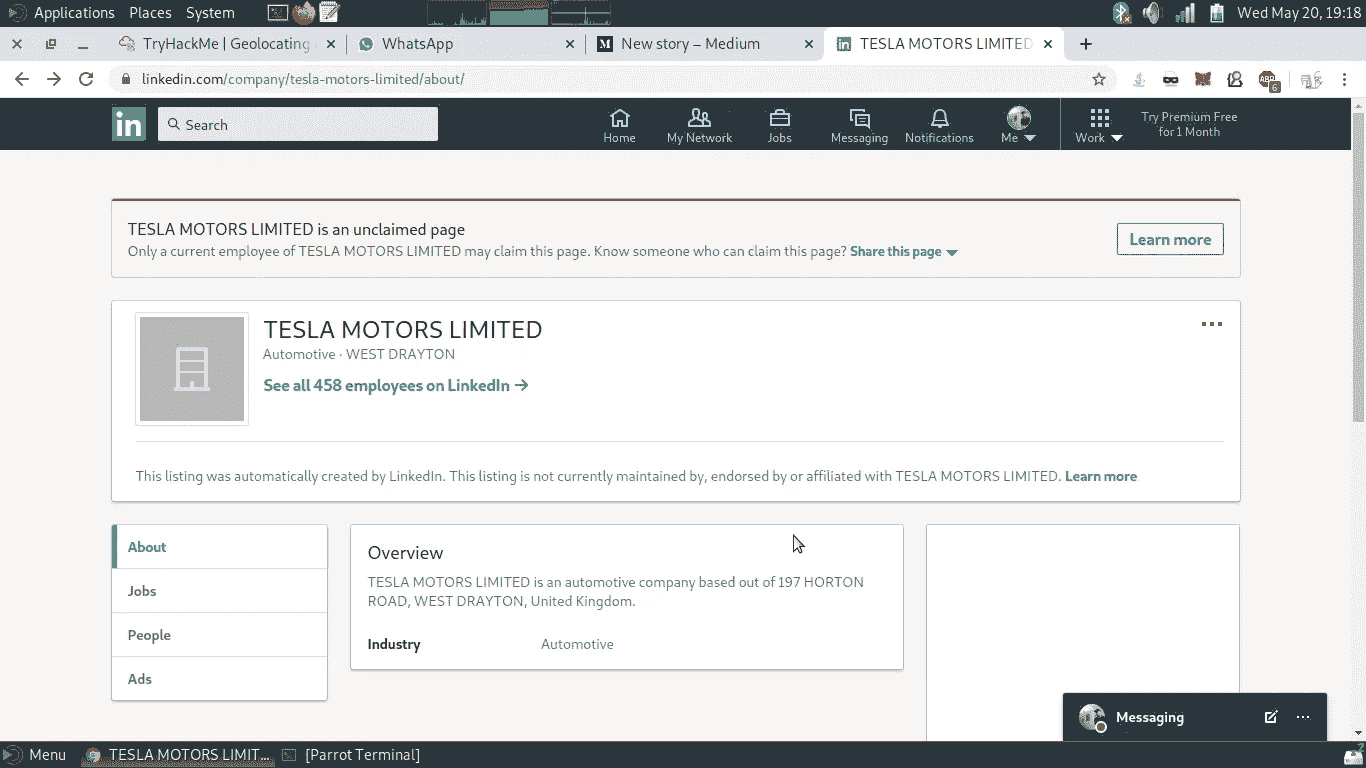 Applications Places System Wed May 20, 19:18
TryHackMe | Geolocating WhatsApp New story – Medium TESLA MOTORS LIMITED
linkedin.com/company/tesla-motors-limited/about/ ABP 6
in Search Home My Network Jobs Messaging Notifications Me Work Try Premium Free
for 1 Month
TESLA MOTORS LIMITED is an unclaimed page
Only a current employee of TESLA MOTORS LIMITED may claim this page. Know someone who can claim this page? Share this page
Learn more
TESLA MOTORS LIMITED
Automotive · WEST DRAYTON
See all 458 employees on LinkedIn →
This listing was automatically created by LinkedIn. This listing is not currently maintained by, endorsed by or affiliated with TESLA MOTORS LIMITED. Learn more
About
Jobs
People
Ads
Overview
TESLA MOTORS LIMITED is an automotive company based out of 197 HORTON
ROAD, WEST DRAYTON, United Kingdom.
Industry Automotive
Messaging
Menu TESLA MOTORS LIMIT... [Parrot Terminal]